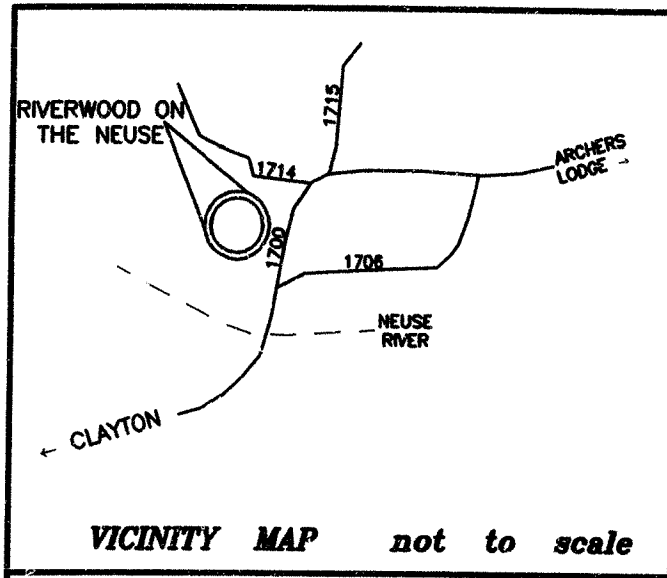 RIVERWOOD ON
THE NEUSE
1715
1714
ARCHERS
LODGE →
1700
1706
NEUSE
RIVER
← CLAYTON
VICINITY MAP not to scale